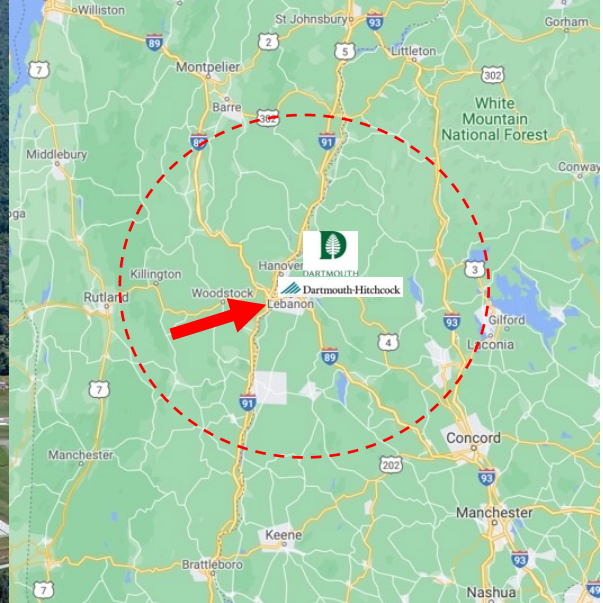 Williston
St Johnsbury
93
Gorham
89
2
5
Littleton
7
Montpelier
302
Barre
302
White
Mountain
National Forest
91
Middlebury
Conway
D
DARTMOUTH
Hanover
3
Killington
Dartmouth-Hitchcock
Rutland
Woodstock
Lebanon
93
Gilford
4
Laconia
89
7
91
Concord
Manchester
202
93
Manchester
Keene
93
Brattleboro
7
Nashua